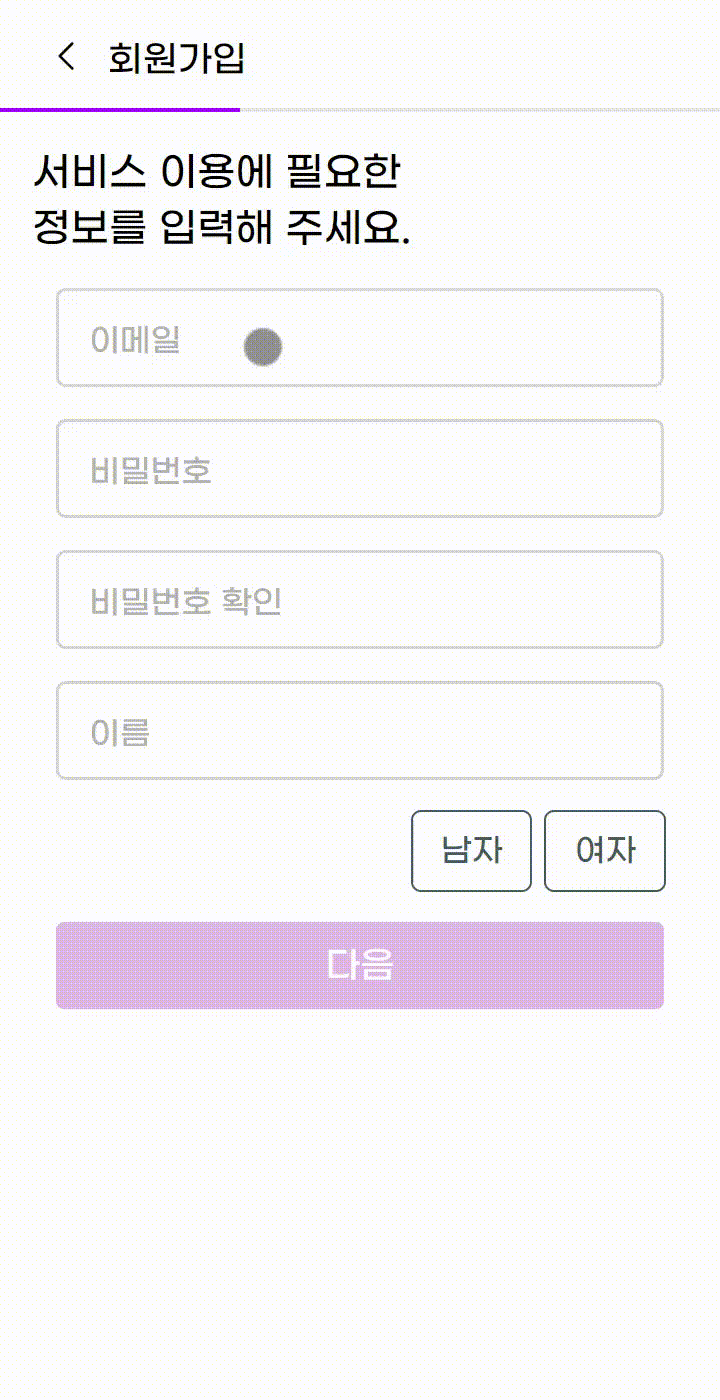 회원가입
서비스 이용에 필요한
정보를 입력해 주세요.
이메일
비밀번호
비밀번호 확인
이름
남자 여자
다음